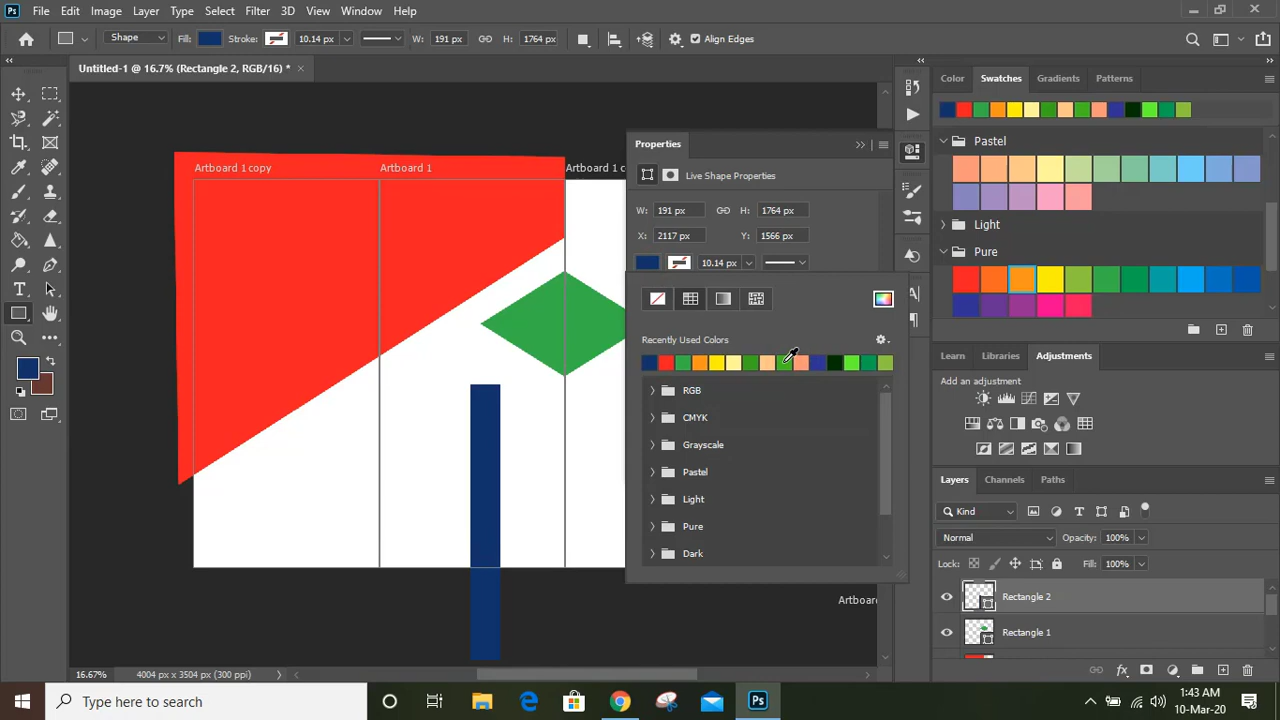 Ps File Edit Image Layer Type Select Filter 3D View Window Help
Shape Fill: Stroke: 10.14 px W: 191 px H: 1764 px Align Edges
Untitled-1 @ 16.7% (Rectangle 2, RGB/16) * ×
Color Swatches Gradients Patterns
Pastel
Light
Pure
Artboard 1 copy
Artboard 1
Artboard 1 c
Properties
Live Shape Properties
W: 191 px H: 1764 px
X: 2117 px Y: 1566 px
10.14 px
Recently Used Colors
RGB
CMYK
Grayscale
Pastel
Light
Pure
Dark
Artboar
Learn Libraries Adjustments
Add an adjustment
Layers Channels Paths
Kind
Normal Opacity: 100%
Lock: Fill: 100%
Rectangle 2
Rectangle 1
fx
16.67% 4004 px x 3504 px (300 ppi)
Type here to search
Ps
1:43 AM
10-Mar-20